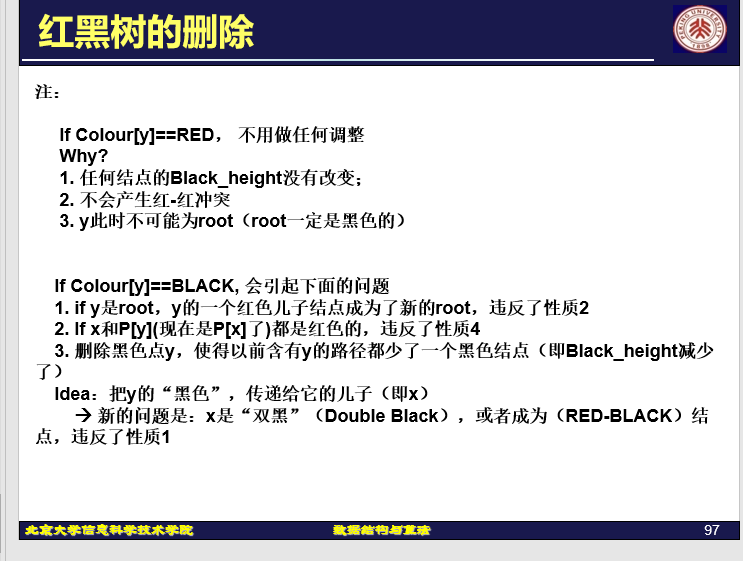 红黑树的删除
注：
If Colour[y]==RED， 不用做任何调整
Why?
1. 任何结点的Black_height没有改变；
2. 不会产生红-红冲突
3. y此时不可能为root（root一定是黑色的）
If Colour[y]==BLACK, 会引起下面的问题
1. if y是root，y的一个红色儿子结点成为了新的root，违反了性质2
2. If x和P[y](现在是P[x]了)都是红色的，违反了性质4
3. 删除黑色点y，使得以前含有y的路径都少了一个黑色结点（即Black_height减少
了）
Idea：把y的“黑色”，传递给它的儿子（即x）
→ 新的问题是：x是“双黑”（Double Black），或者成为（RED-BLACK）结
点，违反了性质1
北京大学信息科学技术学院
数据结构与算法
97